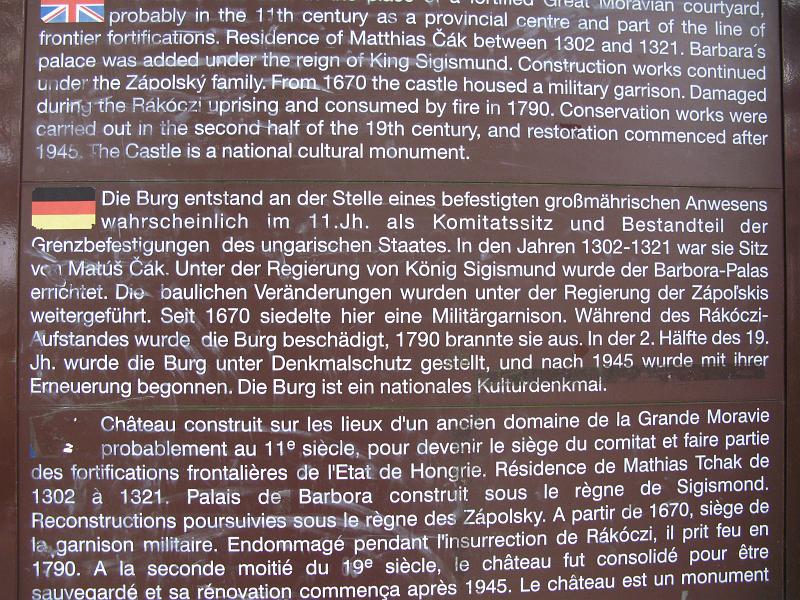 the place of a fortified Great Moravian courtyard,
probably in the 11th century as a provincial centre and part of the line of
frontier fortifications. Residence of Matthias Čák between 1302 and 1321. Barbara´s
palace was added under the reign of King Sigismund. Construction works continued
under the Zápolský family. From 1670 the castle housed a military garrison. Damaged
during the Rákóczi uprising and consumed by fire in 1790. Conservation works were
carried out in the second half of the 19th century, and restoration commenced after
1945. The Castle is a national cultural monument.
Die Burg entstand an der Stelle eines befestigten großmährischen Anwesens
wahrscheinlich im 11.Jh. als Komitatssitz und Bestandteil der
Grenzbefestigungen des ungarischen Staates. In den Jahren 1302-1321 war sie Sitz
von Matúš Čák. Unter der Regierung von König Sigismund wurde der Barbora-Palas
errichtet. Die baulichen Veränderungen wurden unter der Regierung der Zápoľskis
weitergeführt. Seit 1670 siedelte hier eine Militärgarnison. Während des Rákóczi-
Aufstandes wurde die Burg beschädigt, 1790 brannte sie aus. In der 2. Hälfte des 19.
Jh. wurde die Burg unter Denkmalschutz gestellt, und nach 1945 wurde mit ihrer
Erneuerung begonnen. Die Burg ist ein nationales Kulturdenkmal.
Château construit sur les lieux d'un ancien domaine de la Grande Moravie
probablement au 11e siècle, pour devenir le siège du comitat et faire partie
des fortifications frontalières de l'Etat de Hongrie. Résidence de Mathias Tchak de
1302 à 1321. Palais de Barbora construit sous le règne de Sigismond.
Reconstructions poursuivies sous le règne des Zápolsky. A partir de 1670, siège de
la garnison militaire. Endommagé pendant l'insurrection de Rákóczi, il prit feu en
1790. A la seconde moitié du 19e siècle, le château fut consolidé pour être
sauvegardé et sa rénovation commença après 1945. Le château est un monument